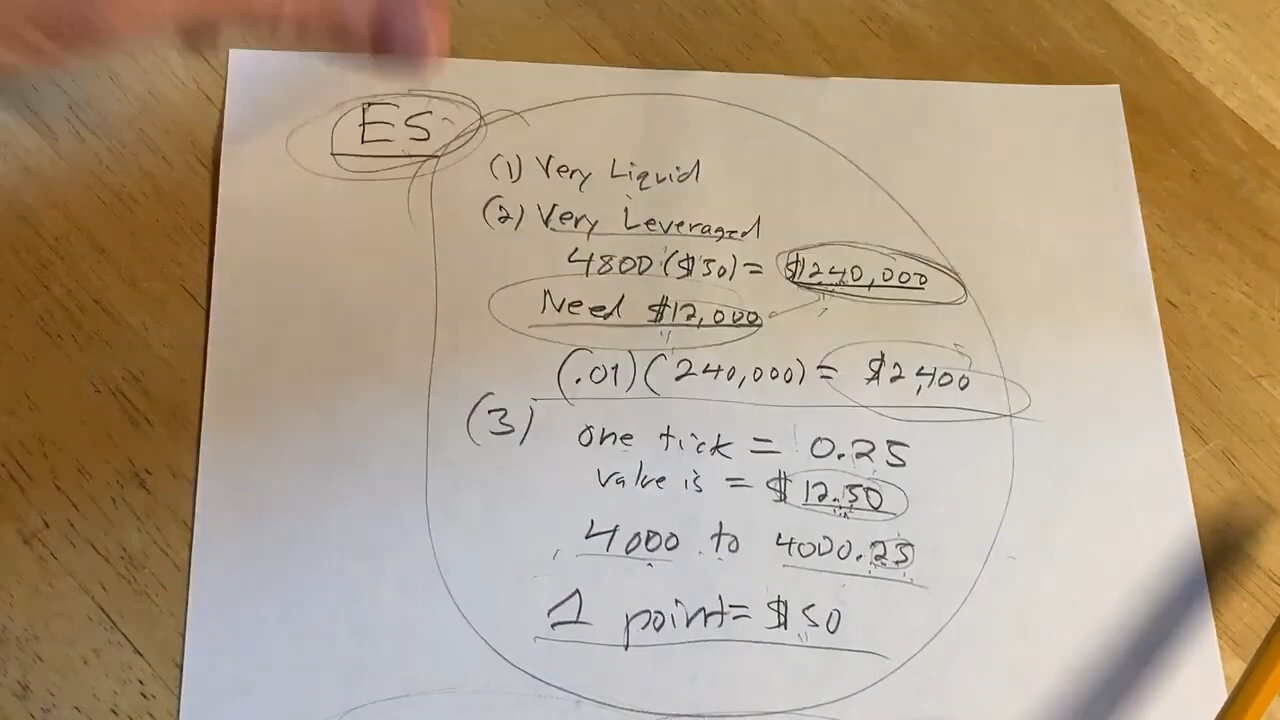 ES
(1) Very Liquid
(2) Very Leveraged
4800 ($50) = $240,000
Need $12,000
(.01) (240,000) = $2,400
(3) one tick = 0.25
value is = $12.50
4000 to 4000.25
1 point = $50